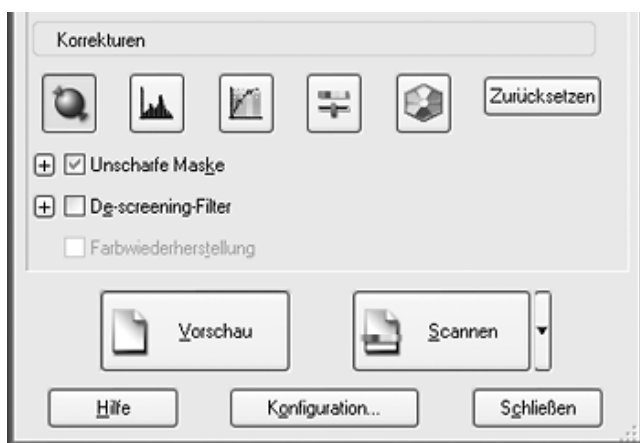 Korrekturen
Zurücksetzen
Unscharfe Maske
De-screening-Filter
Farbwiederherstellung
Vorschau
Scannen
Hilfe
Konfiguration...
Schließen